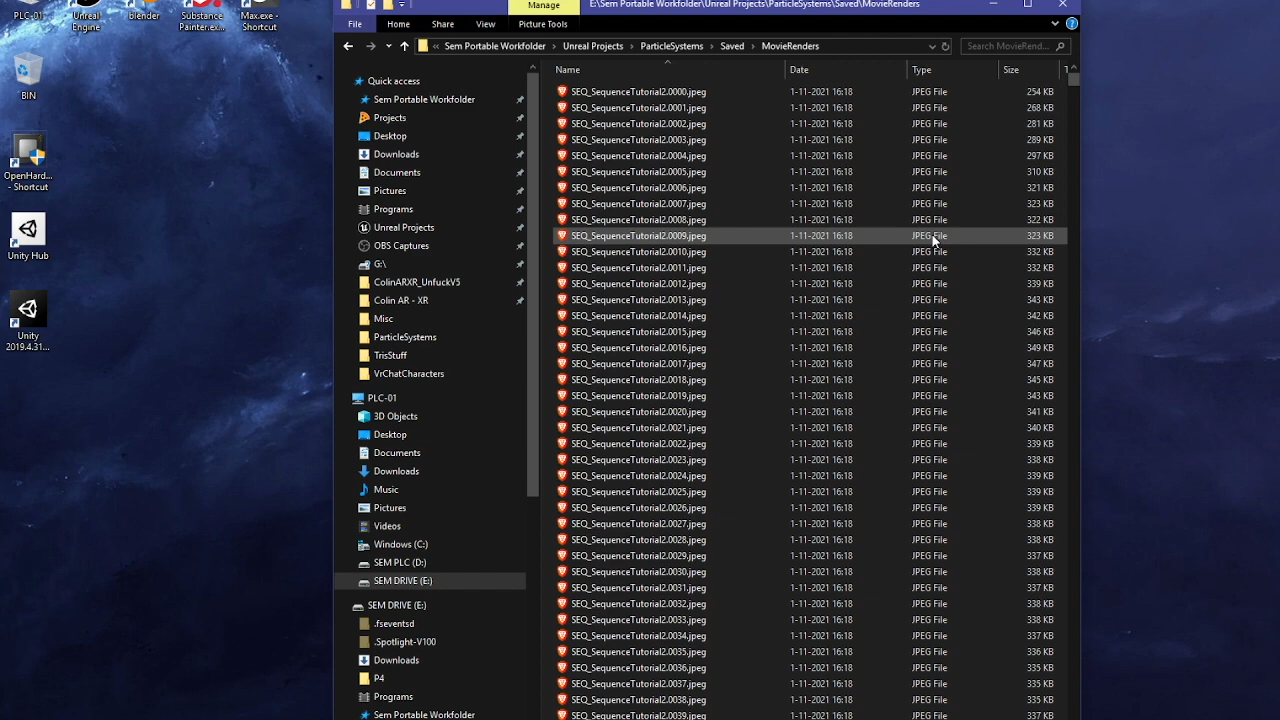 PLC-01
Unreal
Engine
blender
Substance
Painter.ex...
Max.exe -
Shortcut
BIN
OpenHard...
- Shortcut
Unity Hub
Unity
2019.4.31...
Manage
E:\Sem Portable Workfolder\Unreal Projects\ParticleSystems\Saved\MovieRenders
File Home Share View Picture Tools
« Sem Portable Workfolder Unreal Projects ParticleSystems Saved MovieRenders
Search MovieRend...
Quick access
Sem Portable Workfolder
Projects
Desktop
Downloads
Documents
Pictures
Programs
Unreal Projects
OBS Captures
G:\
ColinARXR_UnfuckV5
Colin AR - XR
Misc
ParticleSystems
TrisStuff
VrChatCharacters
PLC-01
3D Objects
Desktop
Documents
Downloads
Music
Pictures
Videos
Windows (C:)
SEM PLC (D:)
SEM DRIVE (E:)
SEM DRIVE (E:)
.fseventsd
.Spotlight-V100
Downloads
P4
Programs
Sem Portable Workfolder
Name Date Type Size T
SEQ_SequenceTutorial2.0000.jpeg 1-11-2021 16:18 JPEG File 254 KB
SEQ_SequenceTutorial2.0001.jpeg 1-11-2021 16:18 JPEG File 268 KB
SEQ_SequenceTutorial2.0002.jpeg 1-11-2021 16:18 JPEG File 281 KB
SEQ_SequenceTutorial2.0003.jpeg 1-11-2021 16:18 JPEG File 289 KB
SEQ_SequenceTutorial2.0004.jpeg 1-11-2021 16:18 JPEG File 297 KB
SEQ_SequenceTutorial2.0005.jpeg 1-11-2021 16:18 JPEG File 310 KB
SEQ_SequenceTutorial2.0006.jpeg 1-11-2021 16:18 JPEG File 321 KB
SEQ_SequenceTutorial2.0007.jpeg 1-11-2021 16:18 JPEG File 323 KB
SEQ_SequenceTutorial2.0008.jpeg 1-11-2021 16:18 JPEG File 322 KB
SEQ_SequenceTutorial2.0009.jpeg 1-11-2021 16:18 JPEG File 323 KB
SEQ_SequenceTutorial2.0010.jpeg 1-11-2021 16:18 JPEG File 332 KB
SEQ_SequenceTutorial2.0011.jpeg 1-11-2021 16:18 JPEG File 332 KB
SEQ_SequenceTutorial2.0012.jpeg 1-11-2021 16:18 JPEG File 339 KB
SEQ_SequenceTutorial2.0013.jpeg 1-11-2021 16:18 JPEG File 343 KB
SEQ_SequenceTutorial2.0014.jpeg 1-11-2021 16:18 JPEG File 342 KB
SEQ_SequenceTutorial2.0015.jpeg 1-11-2021 16:18 JPEG File 346 KB
SEQ_SequenceTutorial2.0016.jpeg 1-11-2021 16:18 JPEG File 349 KB
SEQ_SequenceTutorial2.0017.jpeg 1-11-2021 16:18 JPEG File 347 KB
SEQ_SequenceTutorial2.0018.jpeg 1-11-2021 16:18 JPEG File 345 KB
SEQ_SequenceTutorial2.0019.jpeg 1-11-2021 16:18 JPEG File 343 KB
SEQ_SequenceTutorial2.0020.jpeg 1-11-2021 16:18 JPEG File 341 KB
SEQ_SequenceTutorial2.0021.jpeg 1-11-2021 16:18 JPEG File 340 KB
SEQ_SequenceTutorial2.0022.jpeg 1-11-2021 16:18 JPEG File 339 KB
SEQ_SequenceTutorial2.0023.jpeg 1-11-2021 16:18 JPEG File 338 KB
SEQ_SequenceTutorial2.0024.jpeg 1-11-2021 16:18 JPEG File 339 KB
SEQ_SequenceTutorial2.0025.jpeg 1-11-2021 16:18 JPEG File 339 KB
SEQ_SequenceTutorial2.0026.jpeg 1-11-2021 16:18 JPEG File 339 KB
SEQ_SequenceTutorial2.0027.jpeg 1-11-2021 16:18 JPEG File 338 KB
SEQ_SequenceTutorial2.0028.jpeg 1-11-2021 16:18 JPEG File 339 KB
SEQ_SequenceTutorial2.0029.jpeg 1-11-2021 16:18 JPEG File 337 KB
SEQ_SequenceTutorial2.0030.jpeg 1-11-2021 16:18 JPEG File 338 KB
SEQ_SequenceTutorial2.0031.jpeg 1-11-2021 16:18 JPEG File 337 KB
SEQ_SequenceTutorial2.0032.jpeg 1-11-2021 16:18 JPEG File 338 KB
SEQ_SequenceTutorial2.0033.jpeg 1-11-2021 16:18 JPEG File 338 KB
SEQ_SequenceTutorial2.0034.jpeg 1-11-2021 16:18 JPEG File 337 KB
SEQ_SequenceTutorial2.0035.jpeg 1-11-2021 16:18 JPEG File 336 KB
SEQ_SequenceTutorial2.0036.jpeg 1-11-2021 16:18 JPEG File 335 KB
SEQ_SequenceTutorial2.0037.jpeg 1-11-2021 16:18 JPEG File 335 KB
SEQ_SequenceTutorial2.0038.jpeg 1-11-2021 16:18 JPEG File 335 KB
SEQ_SequenceTutorial2.0039.jpeg 1-11-2021 16:18 JPEG File 337 KB